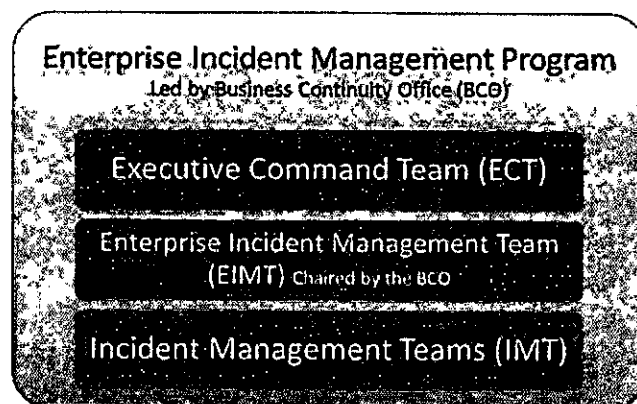 Enterprise Incident Management Program
Led by Business Continuity Office (BCO)
Executive Command Team (ECT)
Enterprise Incident Management Team
(EIMT) Chaired by the BCO
Incident Management Teams (IMT)